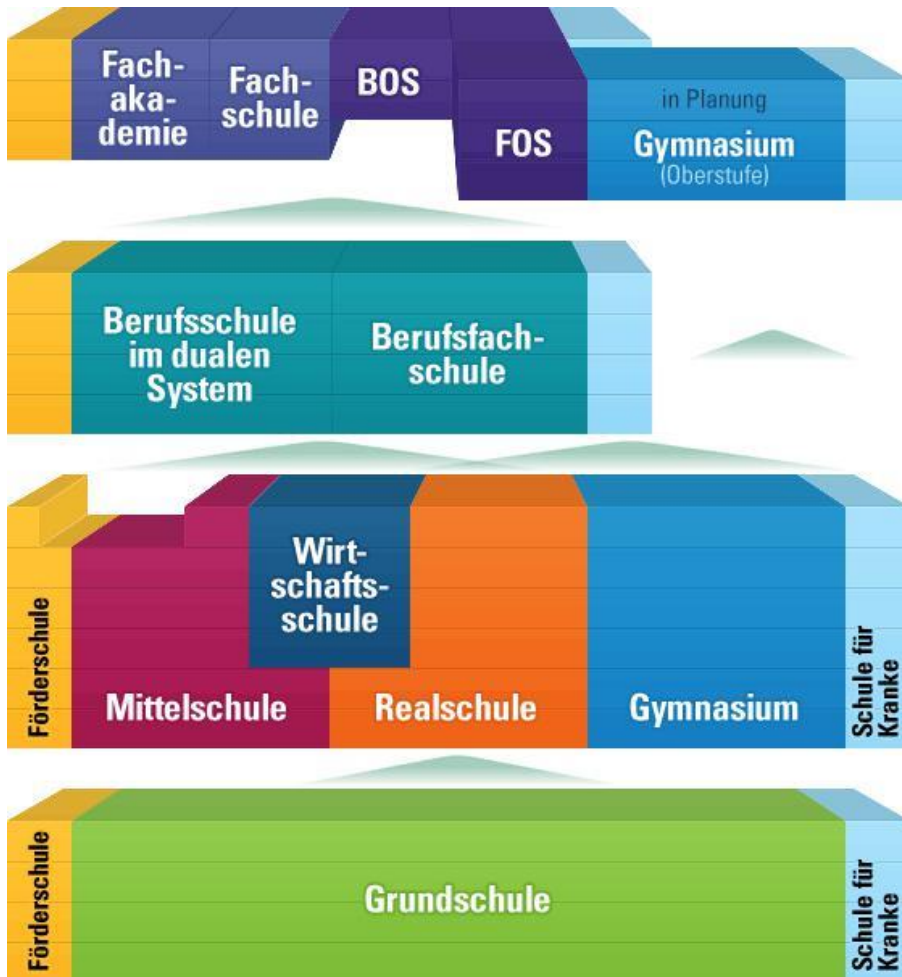 Fach-
aka-
demie
Fach-
schule
BOS
FOS
in Planung
Gymnasium
(Oberstufe)
Berufsschule
im dualen
System
Berufsfach-
schule
Förderschule
Mittelschule
Wirt-
schafts-
schule
Realschule
Gymnasium
Schule für
Kranke
Förderschule
Grundschule
Schule für
Kranke